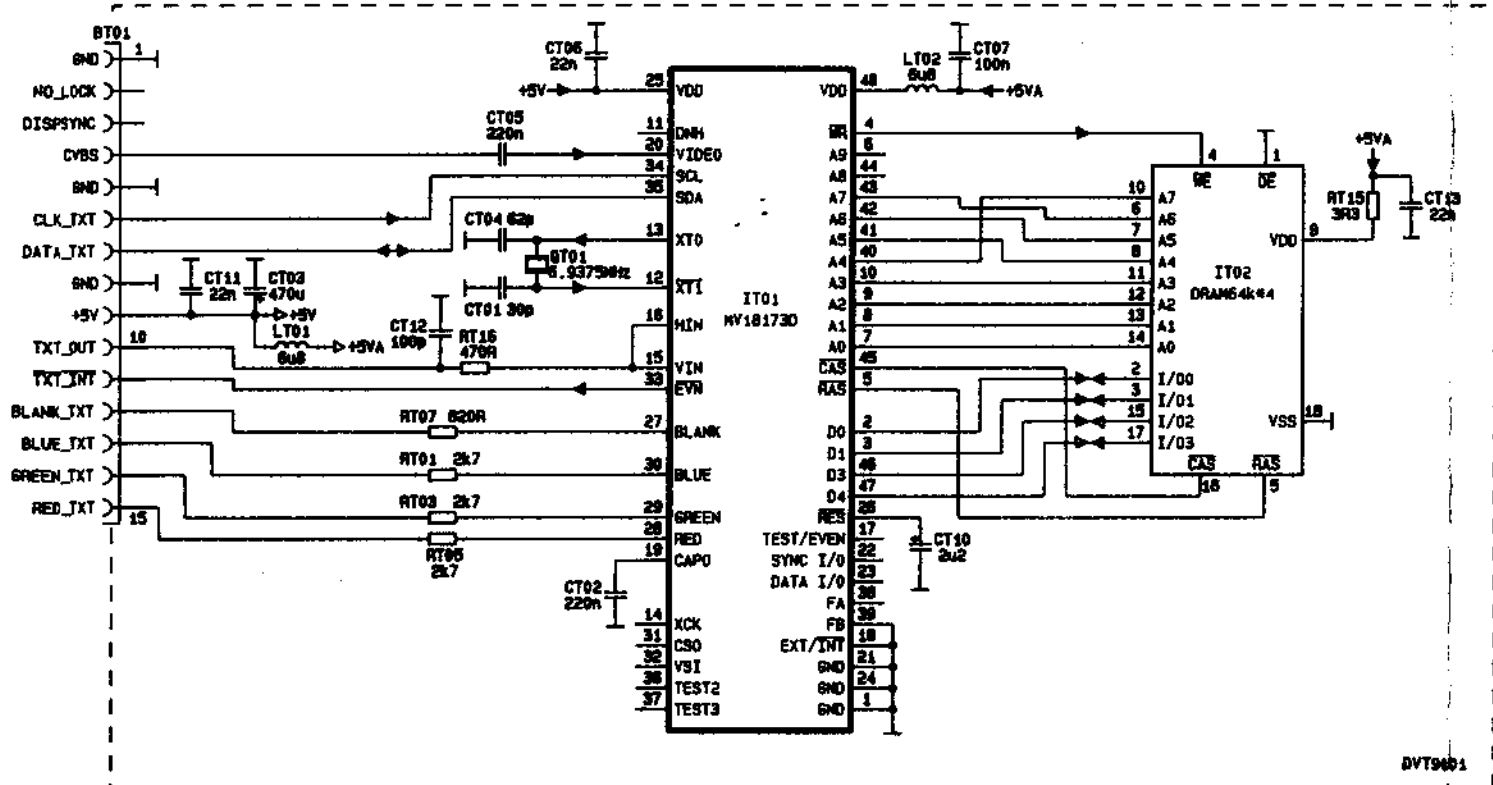 BT01
1
GND
NO_LOCK
DISPSYNC
CVBS
GND
CLK_TXT
DATA_TXT
GND
+5V
TXT_OUT
10
TXT_INT
BLANK_TXT
BLUE_TXT
GREEN_TXT
RED_TXT
15
CT11
22n
CT03
470u
+5V
LT01
6u8
+5VA
CT06
22n
+5V
CT05
220n
CT04 62p
QT01
6.9375MHz
CT01 30p
CT12
100p
RT16
470R
RT07 820R
RT01 2k7
RT03 2k7
RT05
2k7
CT02
220n
25 VDD
11 DNH
20 VIDEO
34 SCL
35 SDA
13 XTO
12 XTI
16 HIN
15 VIN
33 EVN
27 BLANK
30 BLUE
29 GREEN
28 RED
19 CAPO
14 XCK
31 CSO
32 VSI
36 TEST2
37 TEST3
IT01
MV18173D
VDD 48
WR 4
A9 6
A8 44
A7 43
A6 42
A5 41
A4 40
A3 10
A2 9
A1 8
A0 7
CAS 45
RAS 5
D0 2
D1 3
D3 46
D4 47
RES 26
TEST/EVEN 17
SYNC I/O 22
DATA I/O 23
FA 38
FB 39
EXT/INT 18
GND 21
GND 24
GND 1
LT02
6u8
CT07
100n
+5VA
CT10
2u2
4
WE
1
OE
10 A7
6 A6
7 A5
8 A4
11 A3
12 A2
13 A1
14 A0
2 I/O0
3 I/O1
15 I/O2
17 I/O3
CAS
16
RAS
5
IT02
DRAM64k*4
VDD 9
VSS 18
+5VA
RT15
3R3
CT13
22n